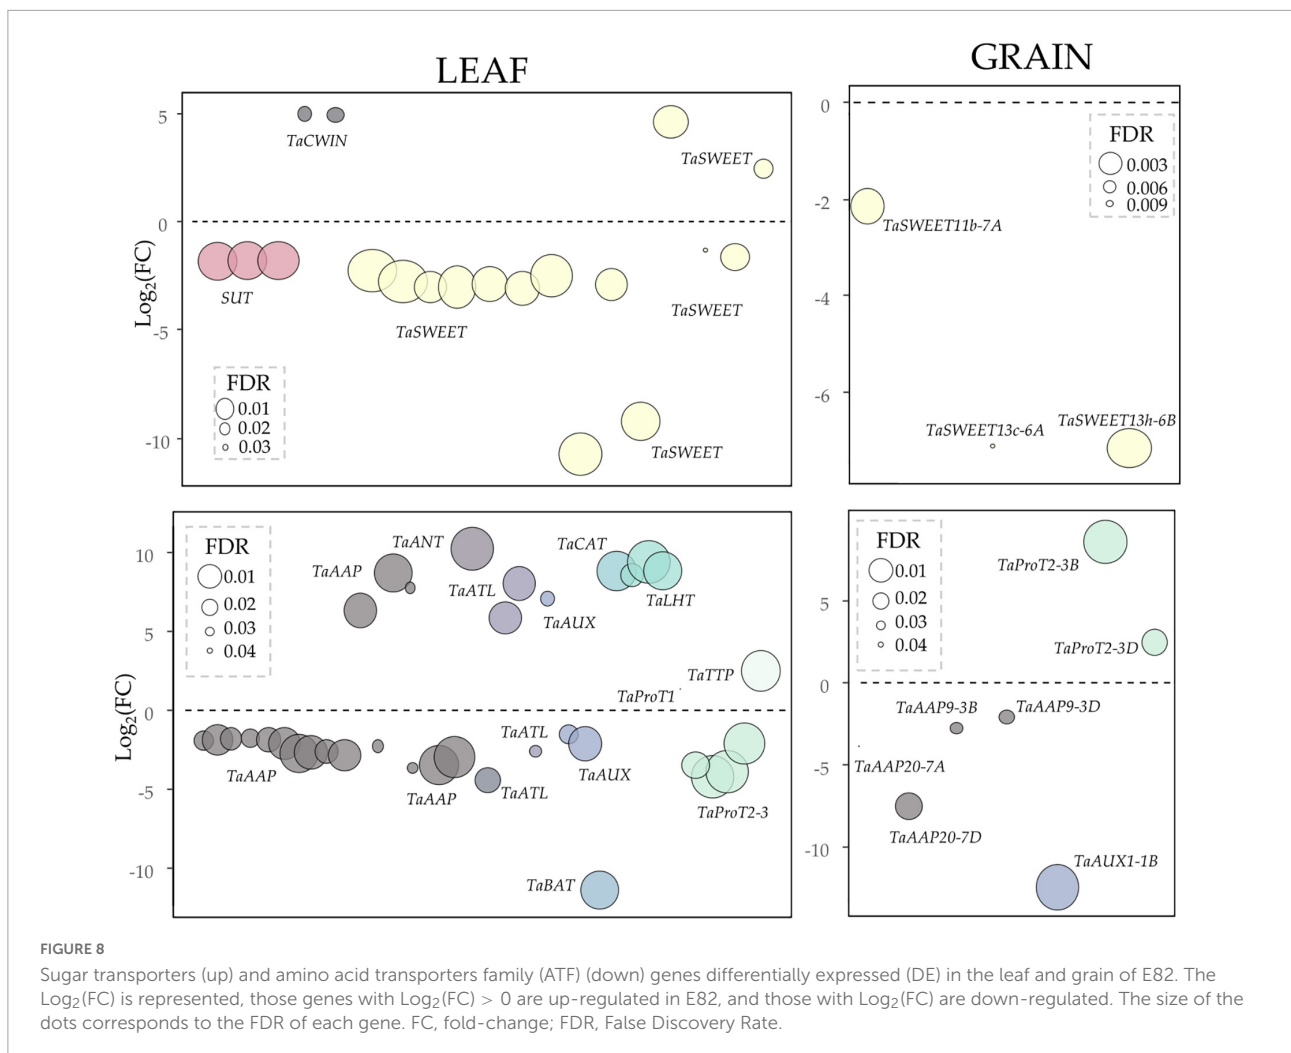 LEAF
GRAIN
5
0
-5
-10
Log2(FC)
TaCWIN
TaSWEET
SUT
TaSWEET
TaSWEET
TaSWEET
FDR
0.01
0.02
0.03
0
-2
-4
-6
FDR
0.003
0.006
0.009
TaSWEET11b-7A
TaSWEET13c-6A
TaSWEET13h-6B
10
5
0
-5
-10
Log2(FC)
FDR
0.01
0.02
0.03
0.04
TaANT
TaCAT
TaAAP
TaATL
TaLHT
TaAUX
TaTTP
TaProT1
TaATL
TaAAP
TaAUX
TaAAP
TaATL
TaProT2-3
TaBAT
5
0
-5
-10
FDR
0.01
0.02
0.03
0.04
TaProT2-3B
TaProT2-3D
TaAAP9-3B
TaAAP9-3D
TaAAP20-7A
TaAAP20-7D
TaAUX1-1B
FIGURE 8
Sugar transporters (up) and amino acid transporters family (ATF) (down) genes differentially expressed (DE) in the leaf and grain of E82. The
Log2(FC) is represented, those genes with Log2(FC) > 0 are up-regulated in E82, and those with Log2(FC) are down-regulated. The size of the
dots corresponds to the FDR of each gene. FC, fold-change; FDR, False Discovery Rate.